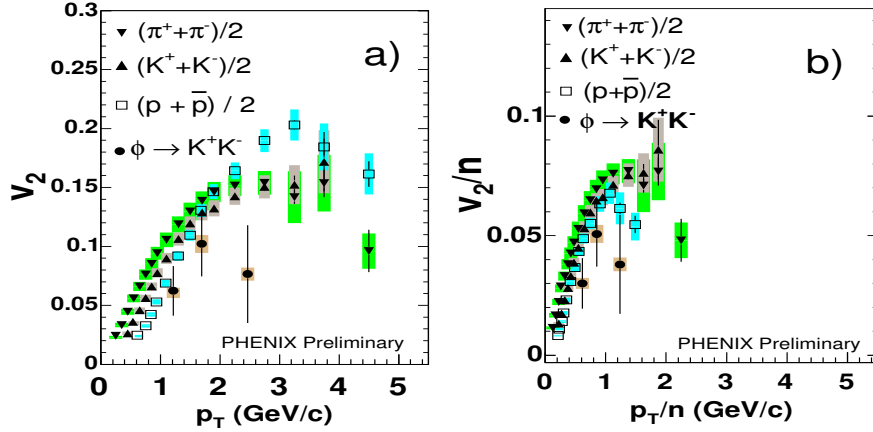 0.3
0.25
0.2
0.15
0.1
0.05
0
V2
(π+ +π-)/2
(K+ +K-)/2
(p + p̅) / 2
ϕ → K+K-
a)
PHENIX Preliminary
0 1 2 3 4 5
pT (GeV/c)
0.1
0.05
0
V2/n
(π+ +π-)/2
(K+ +K-)/2
(p+p̅)/2
ϕ → K+K-
b)
PHENIX Preliminary
0 1 2 3 4 5
pT/n (GeV/c)